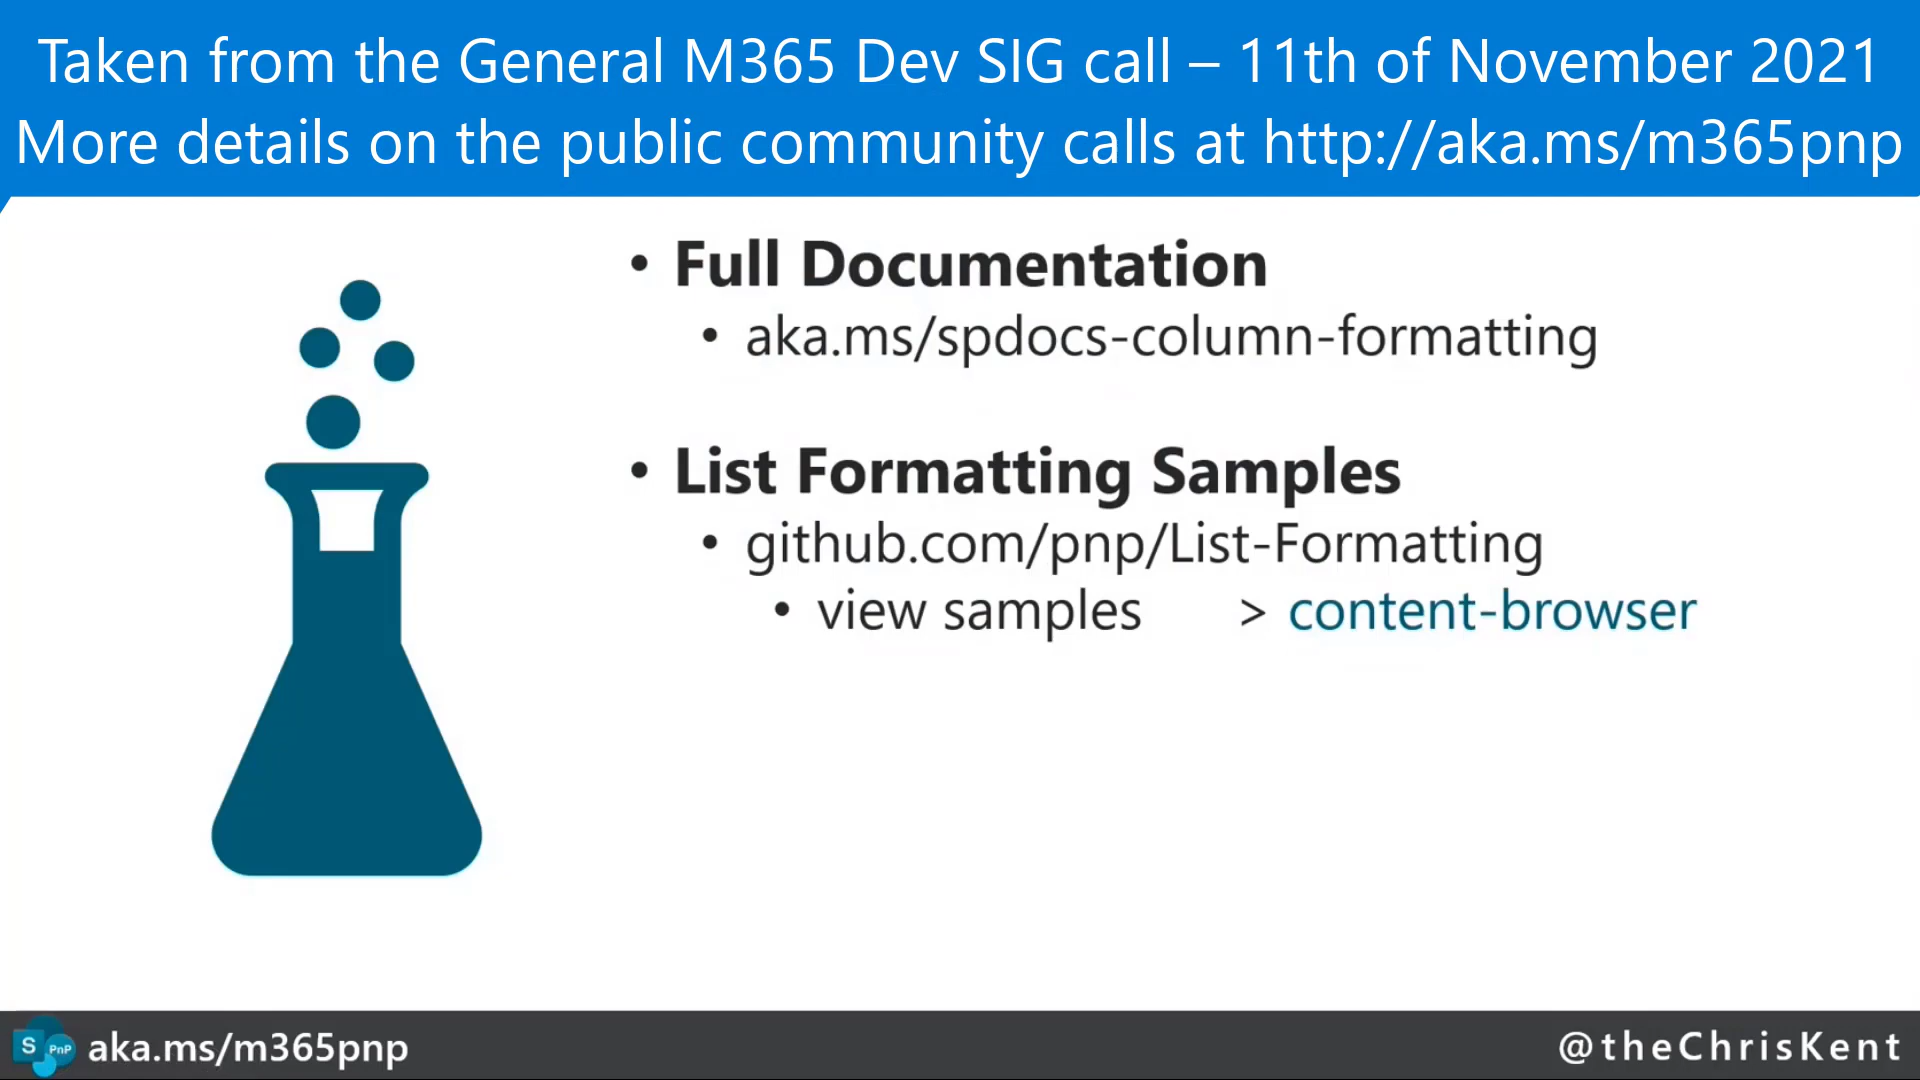 Taken from the General M365 Dev SIG call – 11th of November 2021
More details on the public community calls at http://aka.ms/m365pnp
• Full Documentation
• aka.ms/spdocs-column-formatting
• List Formatting Samples
• github.com/pnp/List-Formatting
• view samples > content-browser
S PnP aka.ms/m365pnp
@theChrisKent